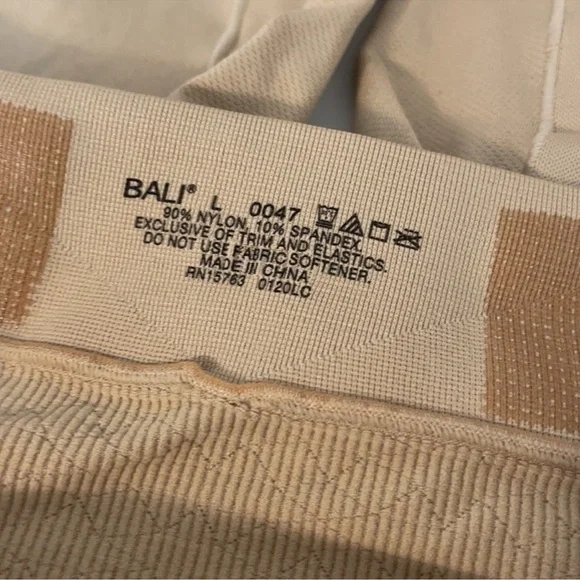 BALI® L 0047
90% NYLON, 10% SPANDEX.
EXCLUSIVE OF TRIM AND ELASTICS.
DO NOT USE FABRIC SOFTENER.
MADE IN CHINA
RN15763 0120LC